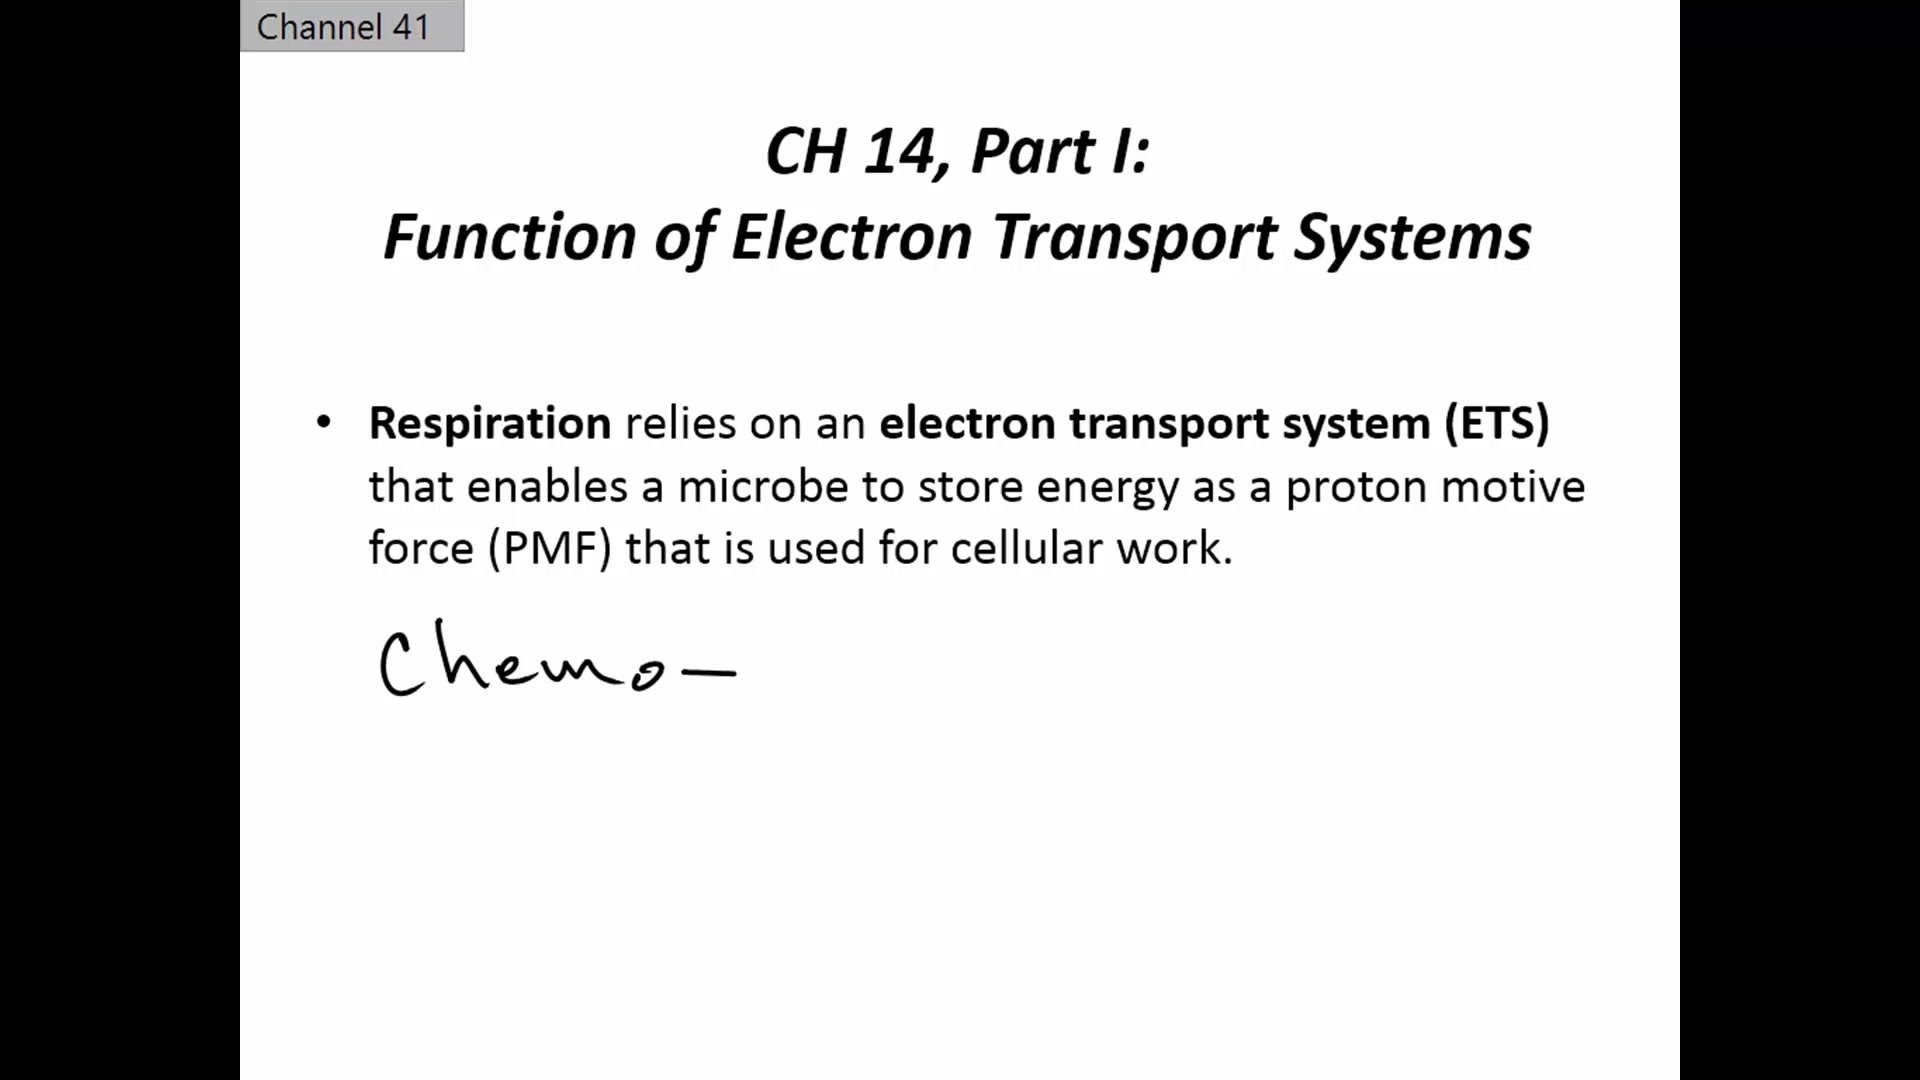 Channel 41
CH 14, Part I:
Function of Electron Transport Systems
• Respiration relies on an electron transport system (ETS)
that enables a microbe to store energy as a proton motive
force (PMF) that is used for cellular work.
Chemo –